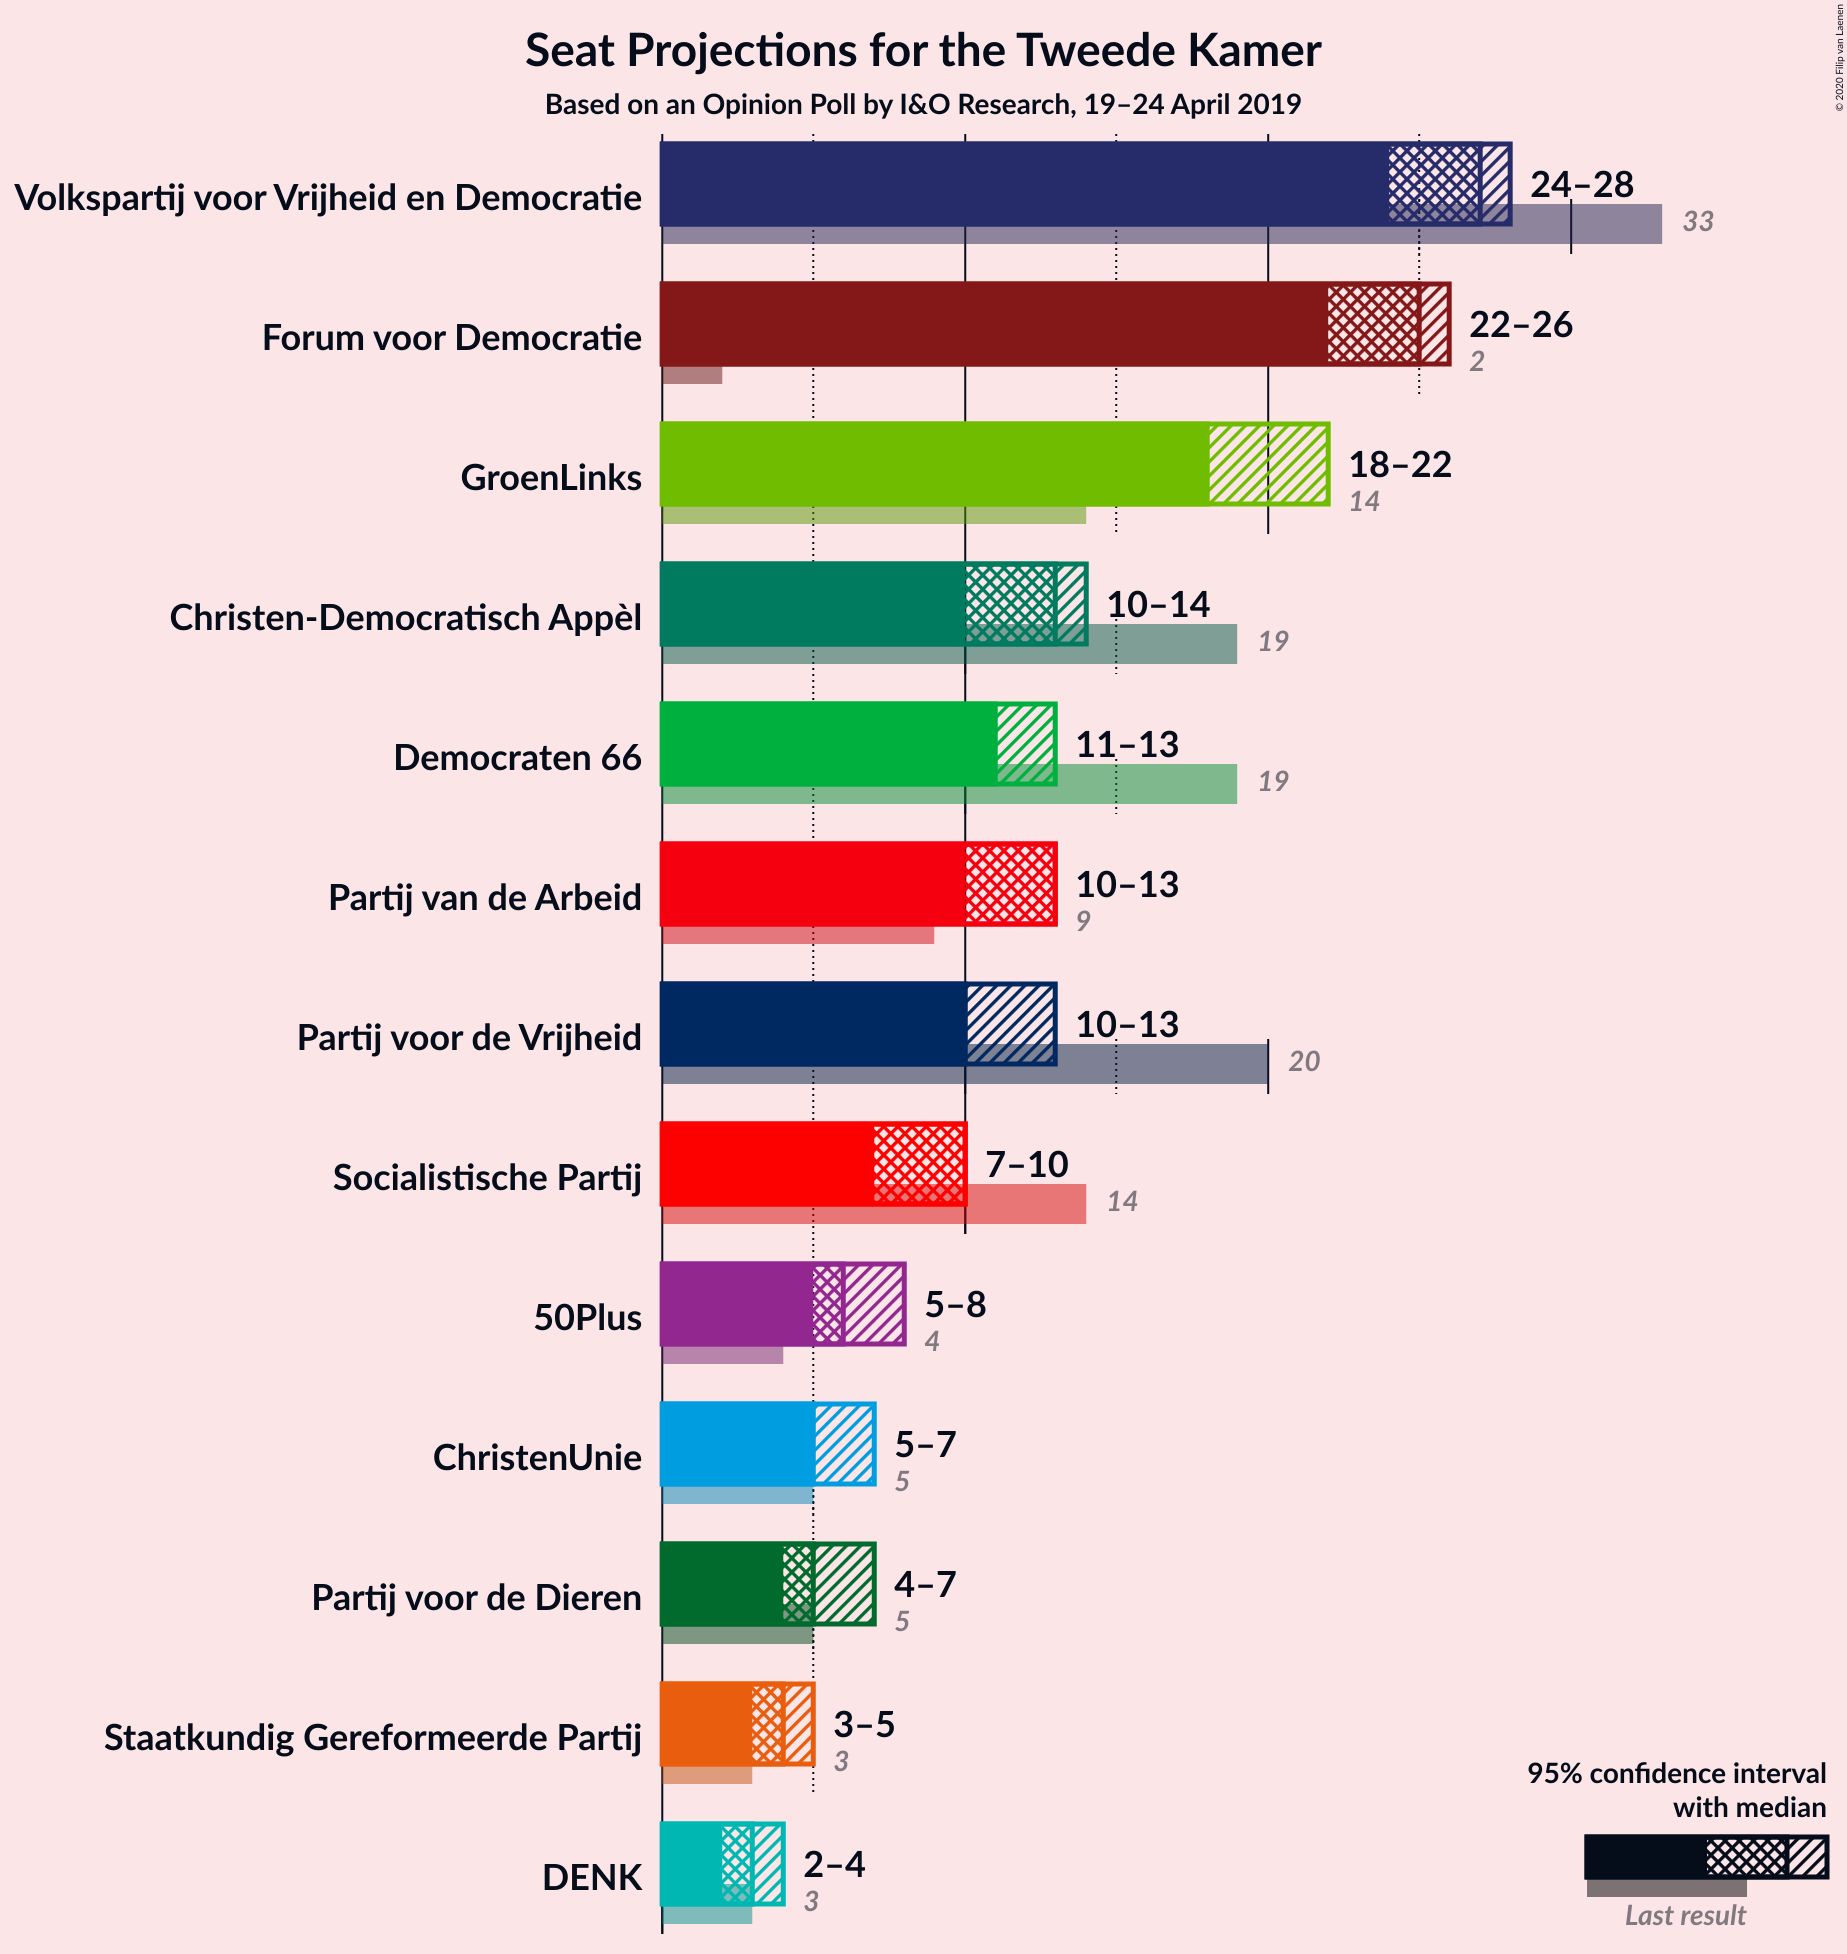 Seat Projections for the Tweede Kamer
Based on an Opinion Poll by I&O Research, 19–24 April 2019
© 2020 Filip van Laenen
Volkspartij voor Vrijheid en Democratie
24–28
33
Forum voor Democratie
22–26
2
GroenLinks
18–22
14
Christen-Democratisch Appèl
10–14
19
Democraten 66
11–13
19
Partij van de Arbeid
10–13
9
Partij voor de Vrijheid
10–13
20
Socialistische Partij
7–10
14
50Plus
5–8
4
ChristenUnie
5–7
5
Partij voor de Dieren
4–7
5
Staatkundig Gereformeerde Partij
3–5
3
DENK
2–4
3
95% confidence interval
with median
Last result